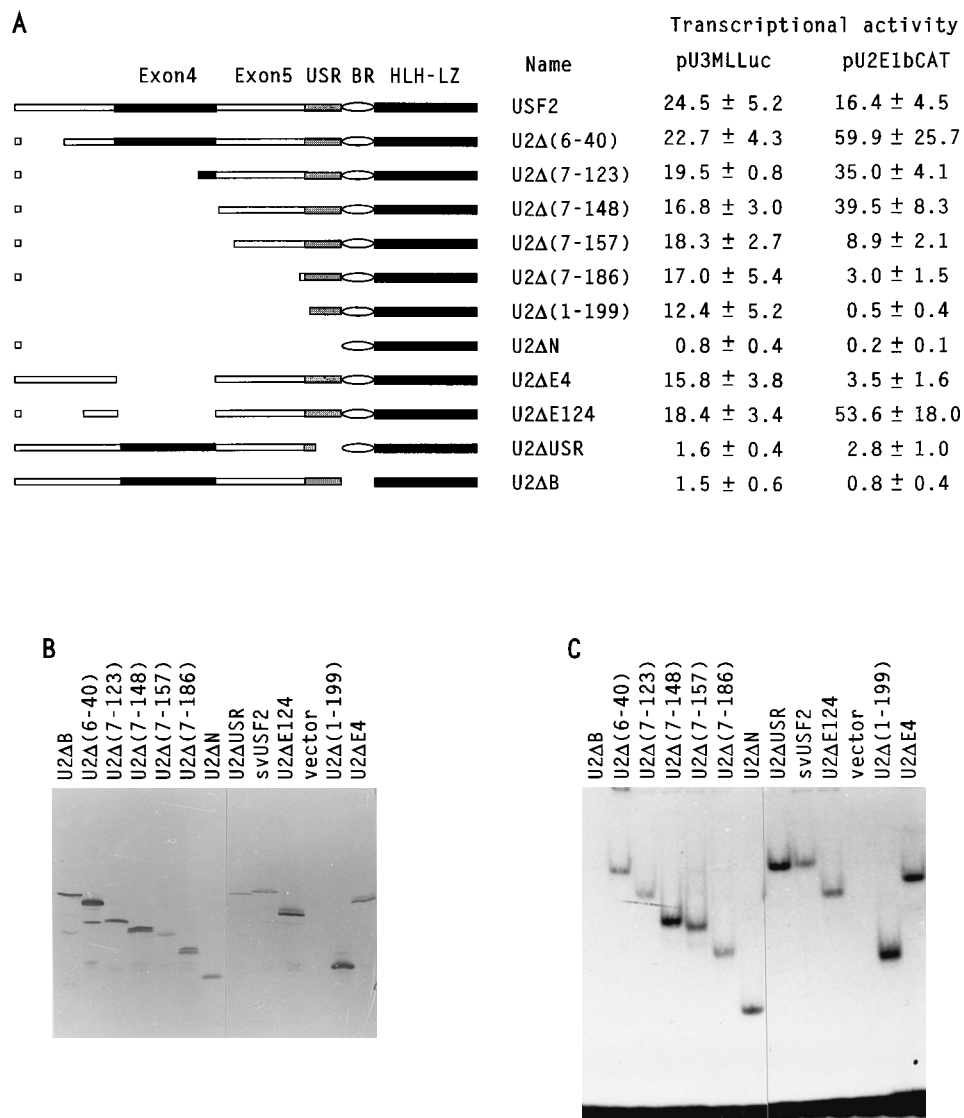 A
Transcriptional activity
Exon4 Exon5 USR BR HLH-LZ Name pU3MLLuc pU2E1bCAT
USF2 24.5 ± 5.2 16.4 ± 4.5
U2Δ(6-40) 22.7 ± 4.3 59.9 ± 25.7
U2Δ(7-123) 19.5 ± 0.8 35.0 ± 4.1
U2Δ(7-148) 16.8 ± 3.0 39.5 ± 8.3
U2Δ(7-157) 18.3 ± 2.7 8.9 ± 2.1
U2Δ(7-186) 17.0 ± 5.4 3.0 ± 1.5
U2Δ(1-199) 12.4 ± 5.2 0.5 ± 0.4
U2ΔN 0.8 ± 0.4 0.2 ± 0.1
U2ΔE4 15.8 ± 3.8 3.5 ± 1.6
U2ΔE124 18.4 ± 3.4 53.6 ± 18.0
U2ΔUSR 1.6 ± 0.4 2.8 ± 1.0
U2ΔB 1.5 ± 0.6 0.8 ± 0.4
B
U2ΔB
U2Δ(6-40)
U2Δ(7-123)
U2Δ(7-148)
U2Δ(7-157)
U2Δ(7-186)
U2ΔN
U2ΔUSR
svUSF2
U2ΔE124
vector
U2Δ(1-199)
U2ΔE4
C
U2ΔB
U2Δ(6-40)
U2Δ(7-123)
U2Δ(7-148)
U2Δ(7-157)
U2Δ(7-186)
U2ΔN
U2ΔUSR
svUSF2
U2ΔE124
vector
U2Δ(1-199)
U2ΔE4